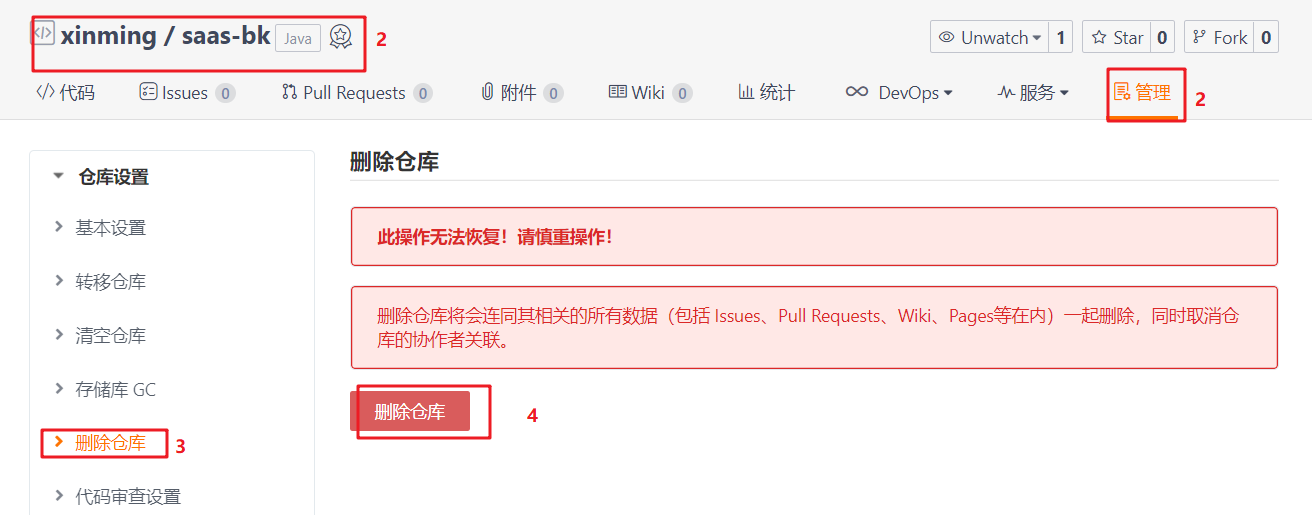 xinming / saas-bk Java 2
Unwatch 1 Star 0 Fork 0
代码 Issues 0 Pull Requests 0 附件 0 Wiki 0 统计 DevOps 服务 管理 2
仓库设置
基本设置
转移仓库
清空仓库
存储库 GC
删除仓库 3
代码审查设置
删除仓库
此操作无法恢复！请慎重操作！
删除仓库将会连同其相关的所有数据（包括 Issues、Pull Requests、Wiki、Pages等在内）一起删除，同时取消仓
库的协作者关联。
删除仓库 4